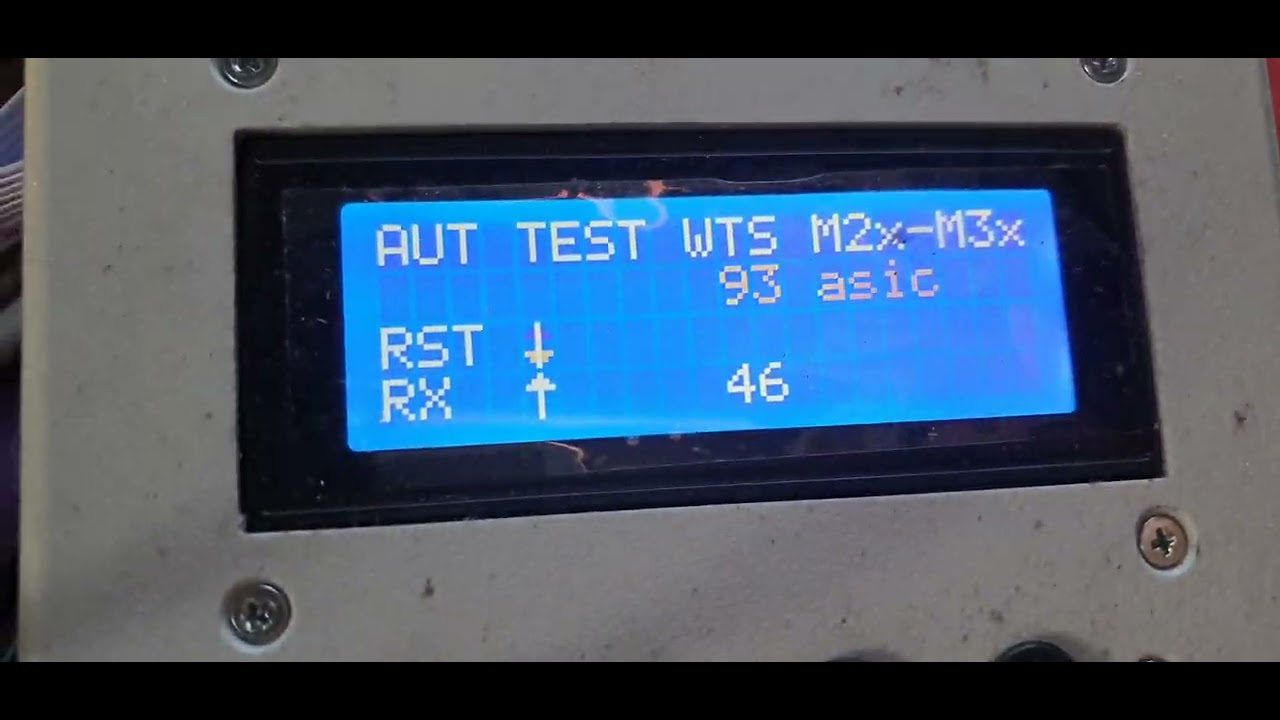 AUT TEST WTS M2x-M3x
93 asic
RST ↓
RX ↑ 46